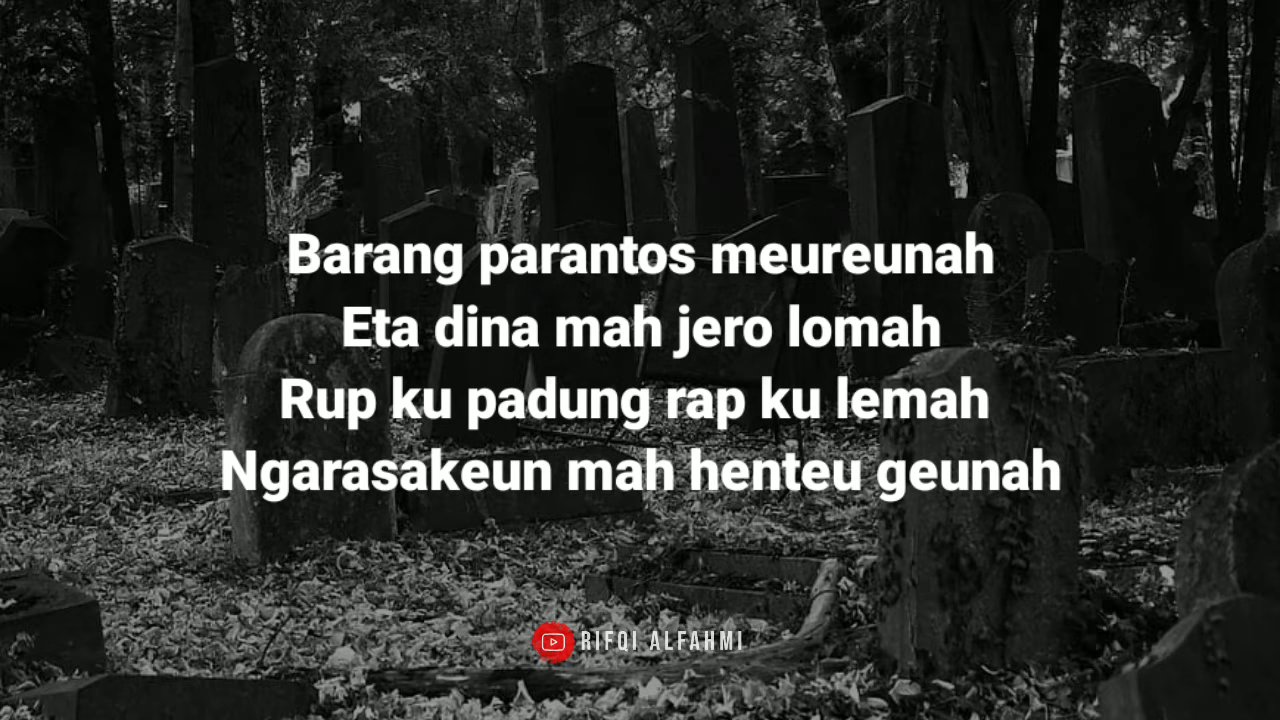 Barang parantos meureunah
Eta dina mah jero lomah
Rup ku padung rap ku lemah
Ngarasakeun mah henteu geunah
RIFQI ALFAHMI